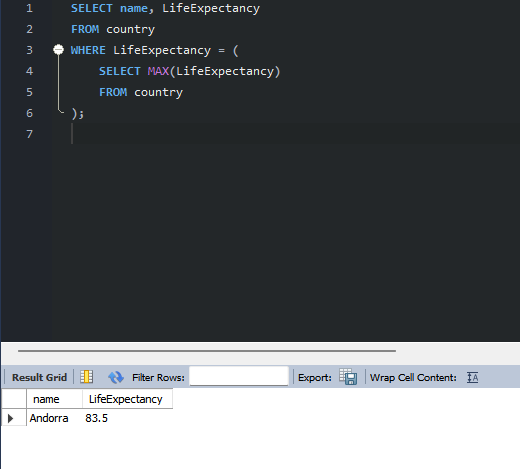 1 SELECT name, LifeExpectancy
2 FROM country
3 WHERE LifeExpectancy = (
4 SELECT MAX(LifeExpectancy)
5 FROM country
6 );
7
Result Grid Filter Rows: Export: Wrap Cell Content:
name LifeExpectancy
Andorra 83.5